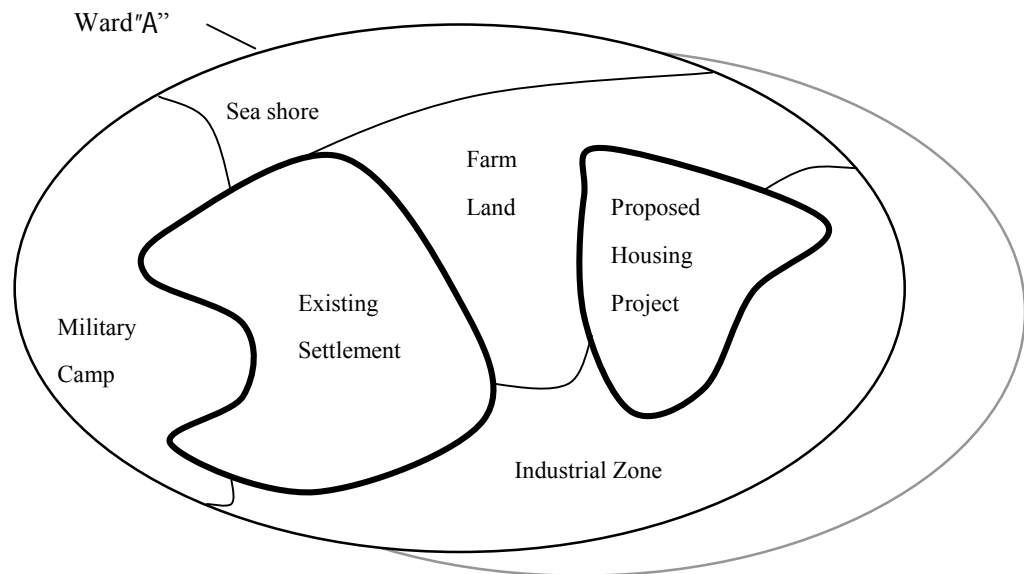 Ward"A”
Sea shore
Farm
Land
Proposed
Housing
Project
Existing
Settlement
Military
Camp
Industrial Zone